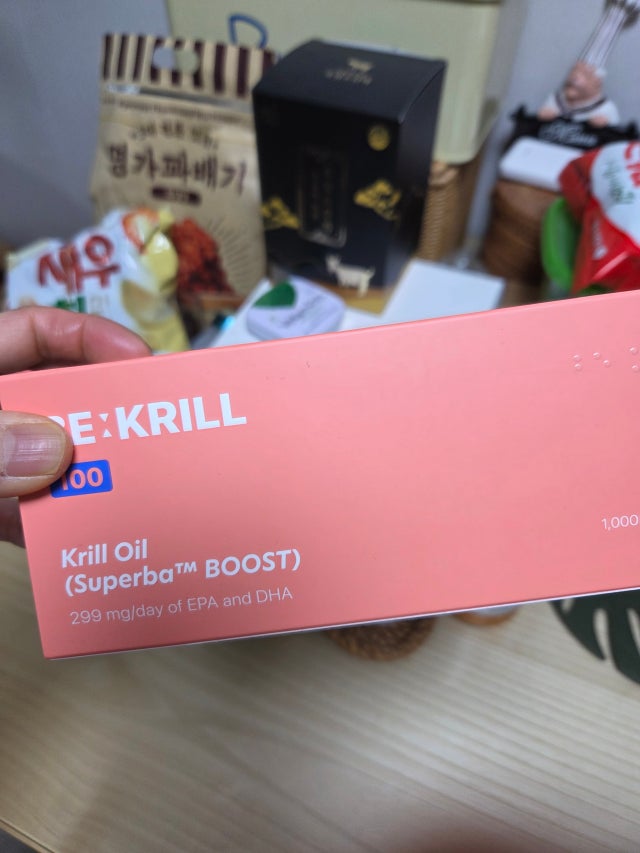 명가꽈배기
새우
RE:KRILL
100
Krill Oil
(Superba™ BOOST)
299 mg/day of EPA and DHA
1,000